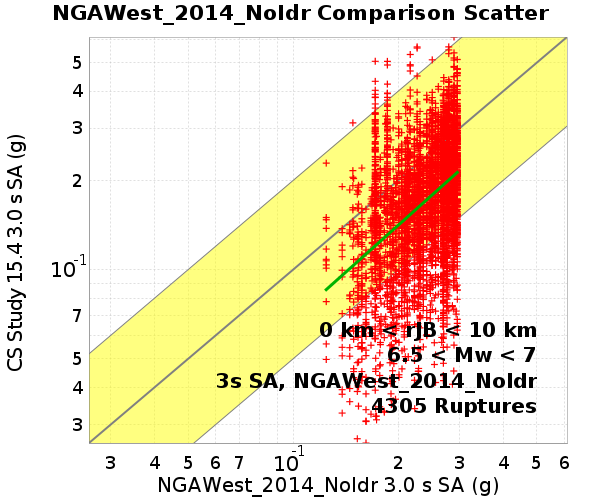 NGAWest_2014_NoIdr Comparison Scatter
CS Study 15.4 3.0 s SA (g)
5
4
3
2
10-1
7
5
4
3
0 km < rJB < 10 km
6.5 < Mw < 7
3s SA, NGAWest_2014_NoIdr
4305 Ruptures
3 4 5 6 7 10-1 2 3 4 5 6
NGAWest_2014_NoIdr 3.0 s SA (g)